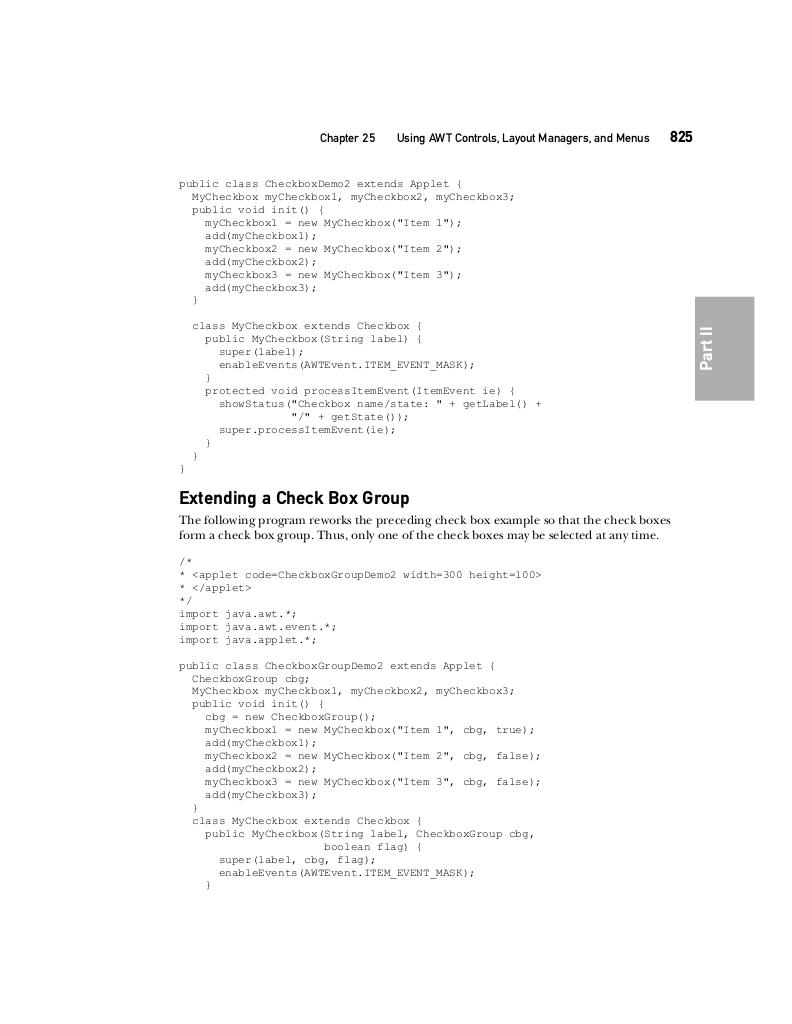 Chapter 25 Using AWT Controls, Layout Managers, and Menus 825
public class CheckboxDemo2 extends Applet {
  MyCheckbox myCheckbox1, myCheckbox2, myCheckbox3;
  public void init() {
    myCheckbox1 = new MyCheckbox("Item 1");
    add(myCheckbox1);
    myCheckbox2 = new MyCheckbox("Item 2");
    add(myCheckbox2);
    myCheckbox3 = new MyCheckbox("Item 3");
    add(myCheckbox3);
  }
  class MyCheckbox extends Checkbox {
    public MyCheckbox(String label) {
      super(label);
      enableEvents(AWTEvent.ITEM_EVENT_MASK);
    }
    protected void processItemEvent(ItemEvent ie) {
      showStatus("Checkbox name/state: " + getLabel() +
                 "/" + getState());
      super.processItemEvent(ie);
    }
  }
}
Part II
Extending a Check Box Group
The following program reworks the preceding check box example so that the check boxes
form a check box group. Thus, only one of the check boxes may be selected at any time.
/*
* <applet code=CheckboxGroupDemo2 width=300 height=100>
* </applet>
*/
import java.awt.*;
import java.awt.event.*;
import java.applet.*;
public class CheckboxGroupDemo2 extends Applet {
  CheckboxGroup cbg;
  MyCheckbox myCheckbox1, myCheckbox2, myCheckbox3;
  public void init() {
    cbg = new CheckboxGroup();
    myCheckbox1 = new MyCheckbox("Item 1", cbg, true);
    add(myCheckbox1);
    myCheckbox2 = new MyCheckbox("Item 2", cbg, false);
    add(myCheckbox2);
    myCheckbox3 = new MyCheckbox("Item 3", cbg, false);
    add(myCheckbox3);
  }
  class MyCheckbox extends Checkbox {
    public MyCheckbox(String label, CheckboxGroup cbg,
                      boolean flag) {
      super(label, cbg, flag);
      enableEvents(AWTEvent.ITEM_EVENT_MASK);
    }